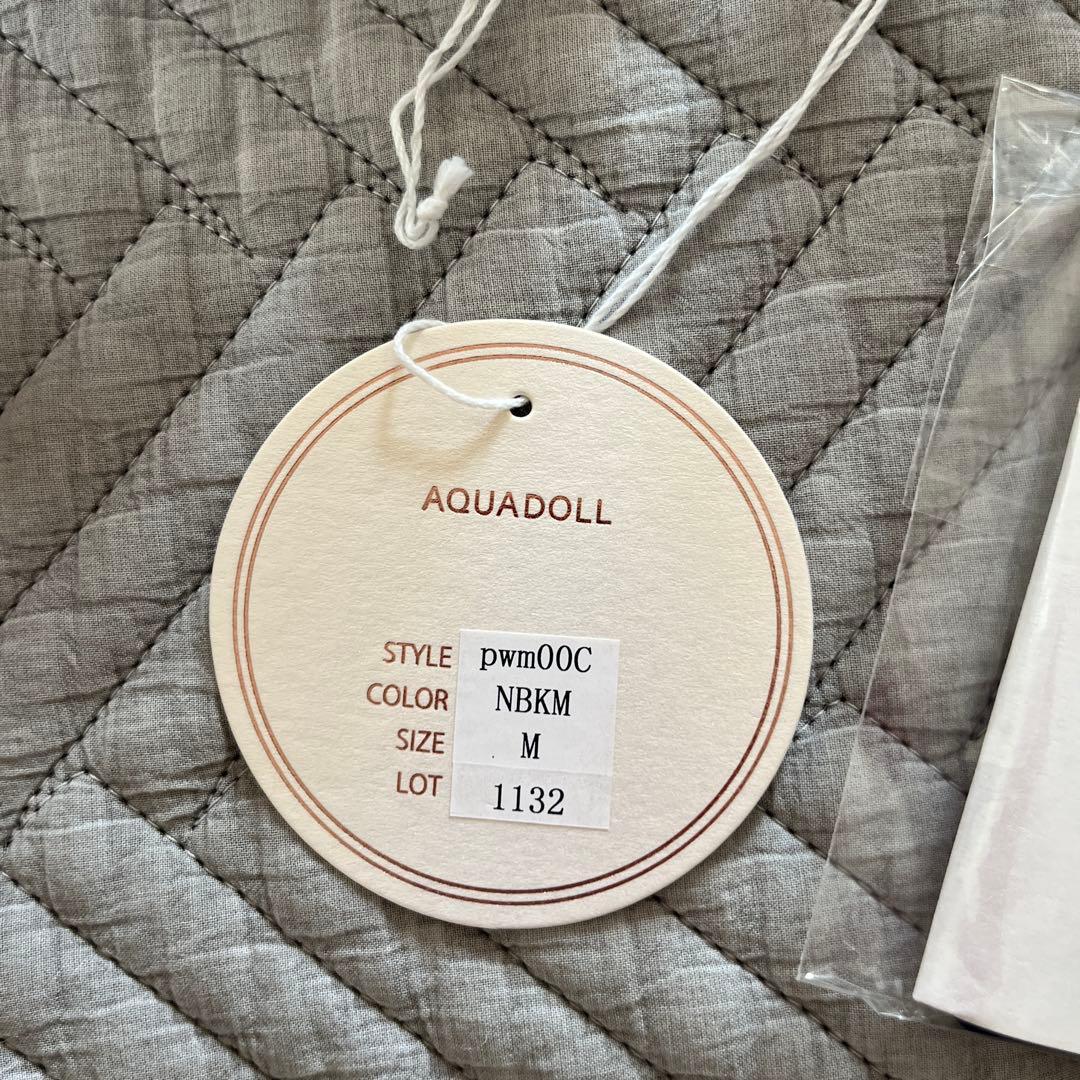 AQUADOLL
STYLE pwm00C
COLOR NBKM
SIZE M
LOT 1132